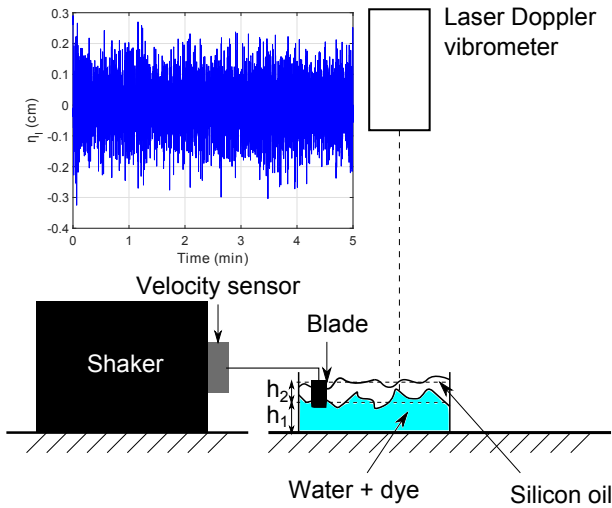 0.3
0.2
0.1
0
-0.1
-0.2
-0.3
-0.4
η_l (cm)
0 1 2 3 4 5
Time (min)
Laser Doppler
vibrometer
Velocity sensor
Blade
Shaker
h₂
h₁
Water + dye
Silicon oil